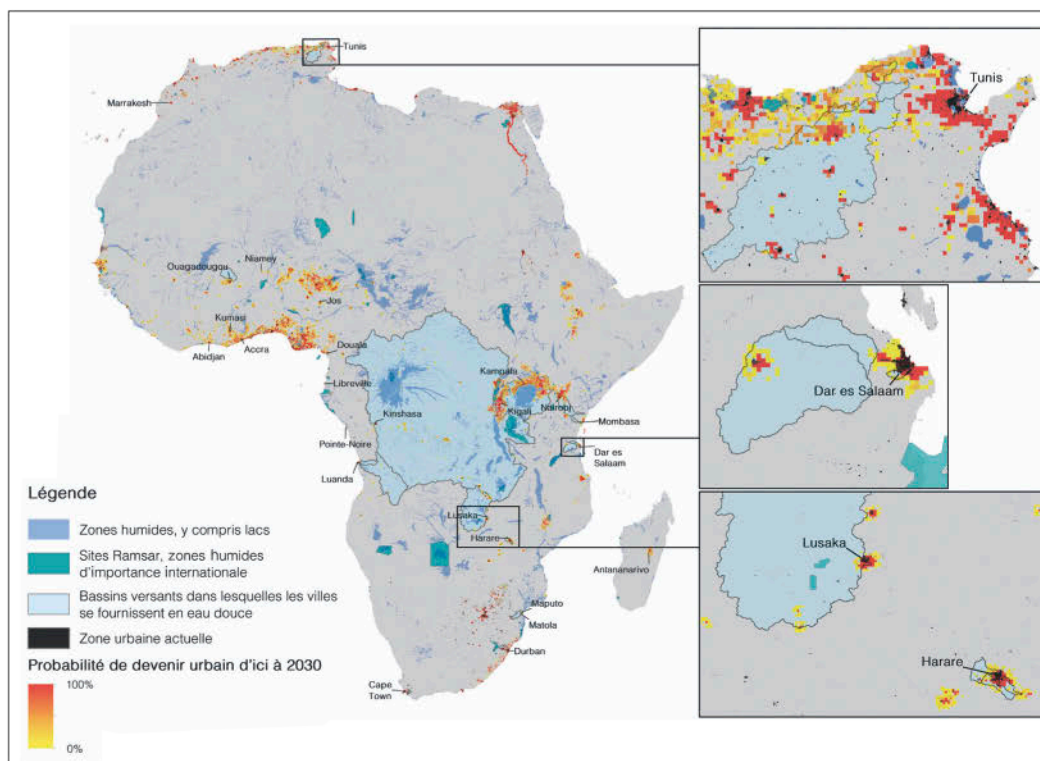 Tunis
Marrakesh
Niamey
Ouagadougou
Jos
Kumasi
Abidjan
Accra
Douala
Libreville
Kampala
Kigali
Nairobi
Mombasa
Kinshasa
Pointe-Noire
Luanda
Dar es
Salaam
Lusaka
Harare
Antananarivo
Maputo
Matola
Durban
Cape
Town
Légende
Zones humides, y compris lacs
Sites Ramsar, zones humides
d'importance internationale
Bassins versants dans lesquelles les villes
se fournissent en eau douce
Zone urbaine actuelle
Probabilité de devenir urbain d'ici à 2030
100%
0%
Tunis
Dar es Salaam
Lusaka
Harare